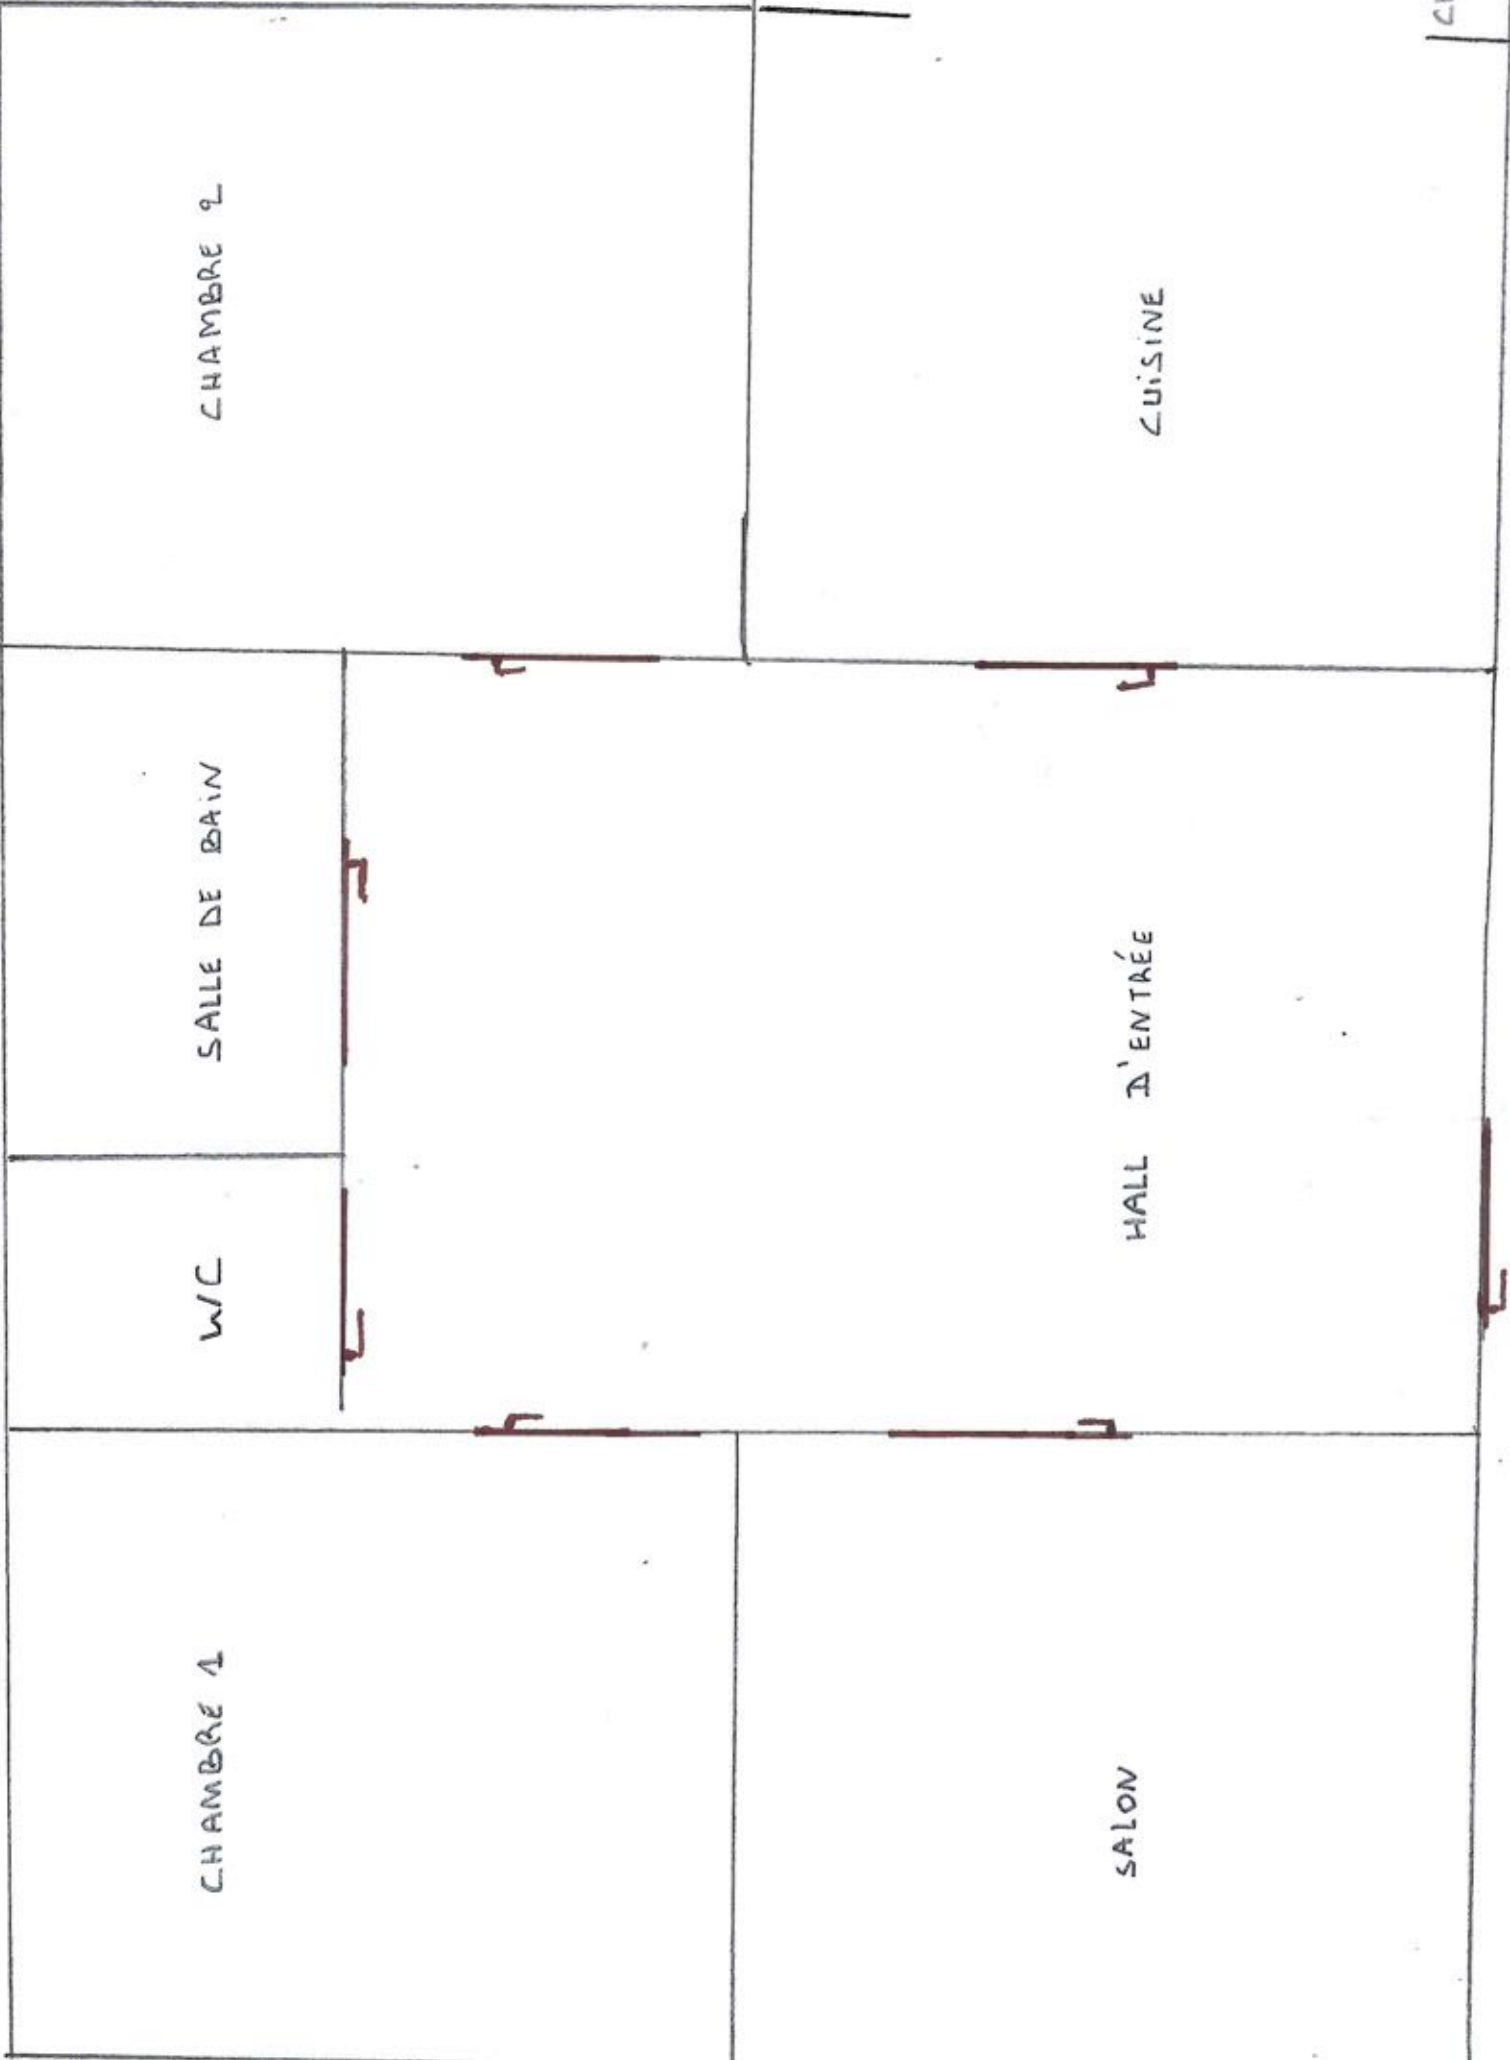 CHAMBRE 1
WC
SALLE DE BAIN
CHAMBRE 2
SALON
HALL D'ENTRÉE
CUISINE